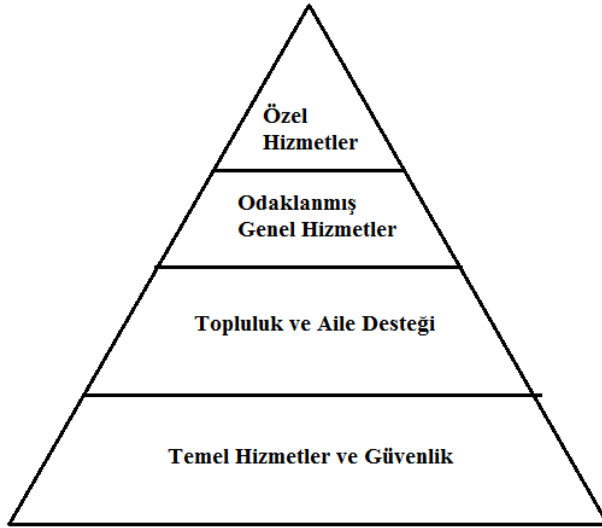 Özel
Hizmetler
Odaklanmış
Genel Hizmetler
Topluluk ve Aile Desteği
Temel Hizmetler ve Güvenlik